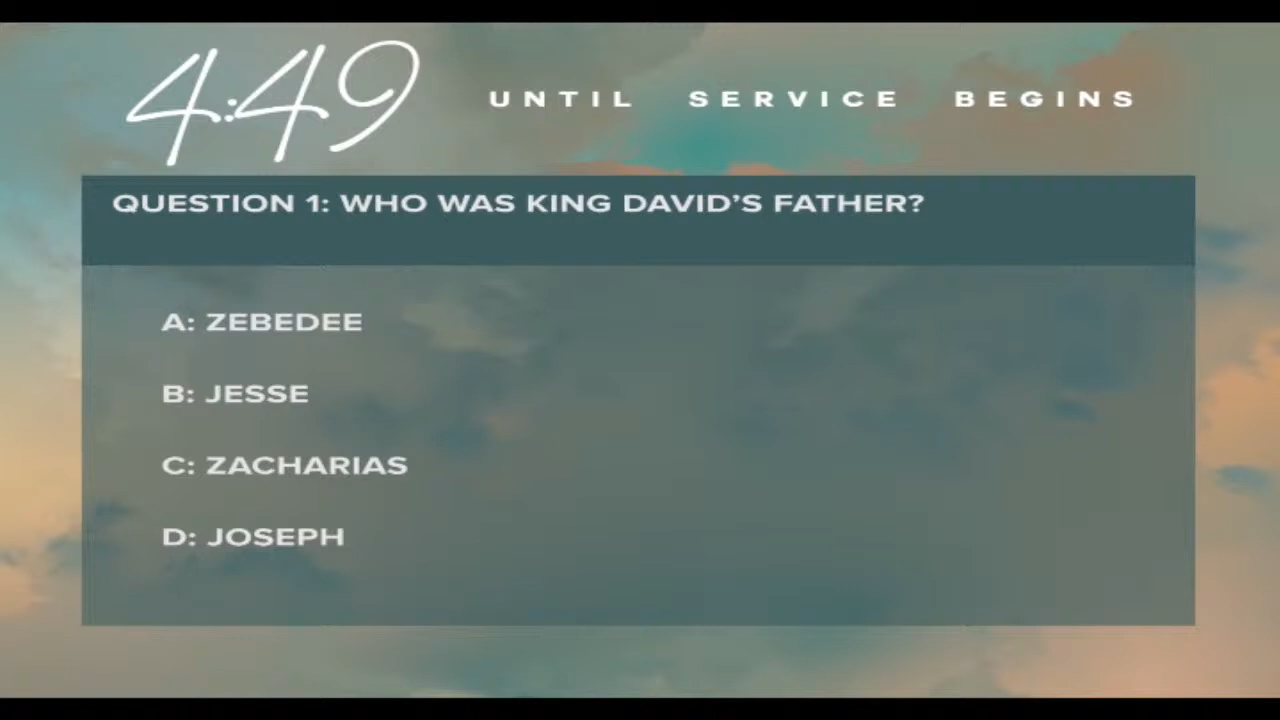 4:49 UNTIL SERVICE BEGINS
QUESTION 1: WHO WAS KING DAVID'S FATHER?
A: ZEBEDEE
B: JESSE
C: ZACHARIAS
D: JOSEPH